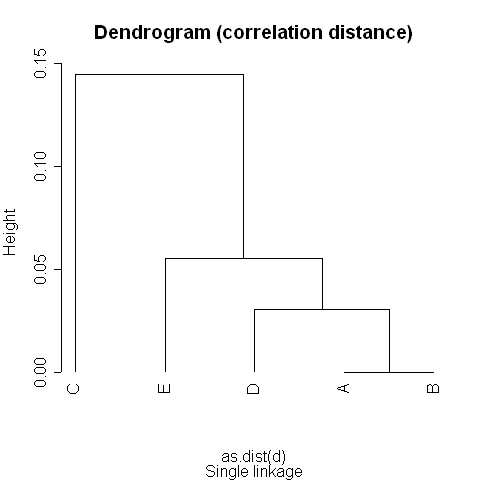 Dendrogram (correlation distance)
0.15
0.10
0.05
0.00
Height
C
E
D
A
B
as.dist(d)
Single linkage